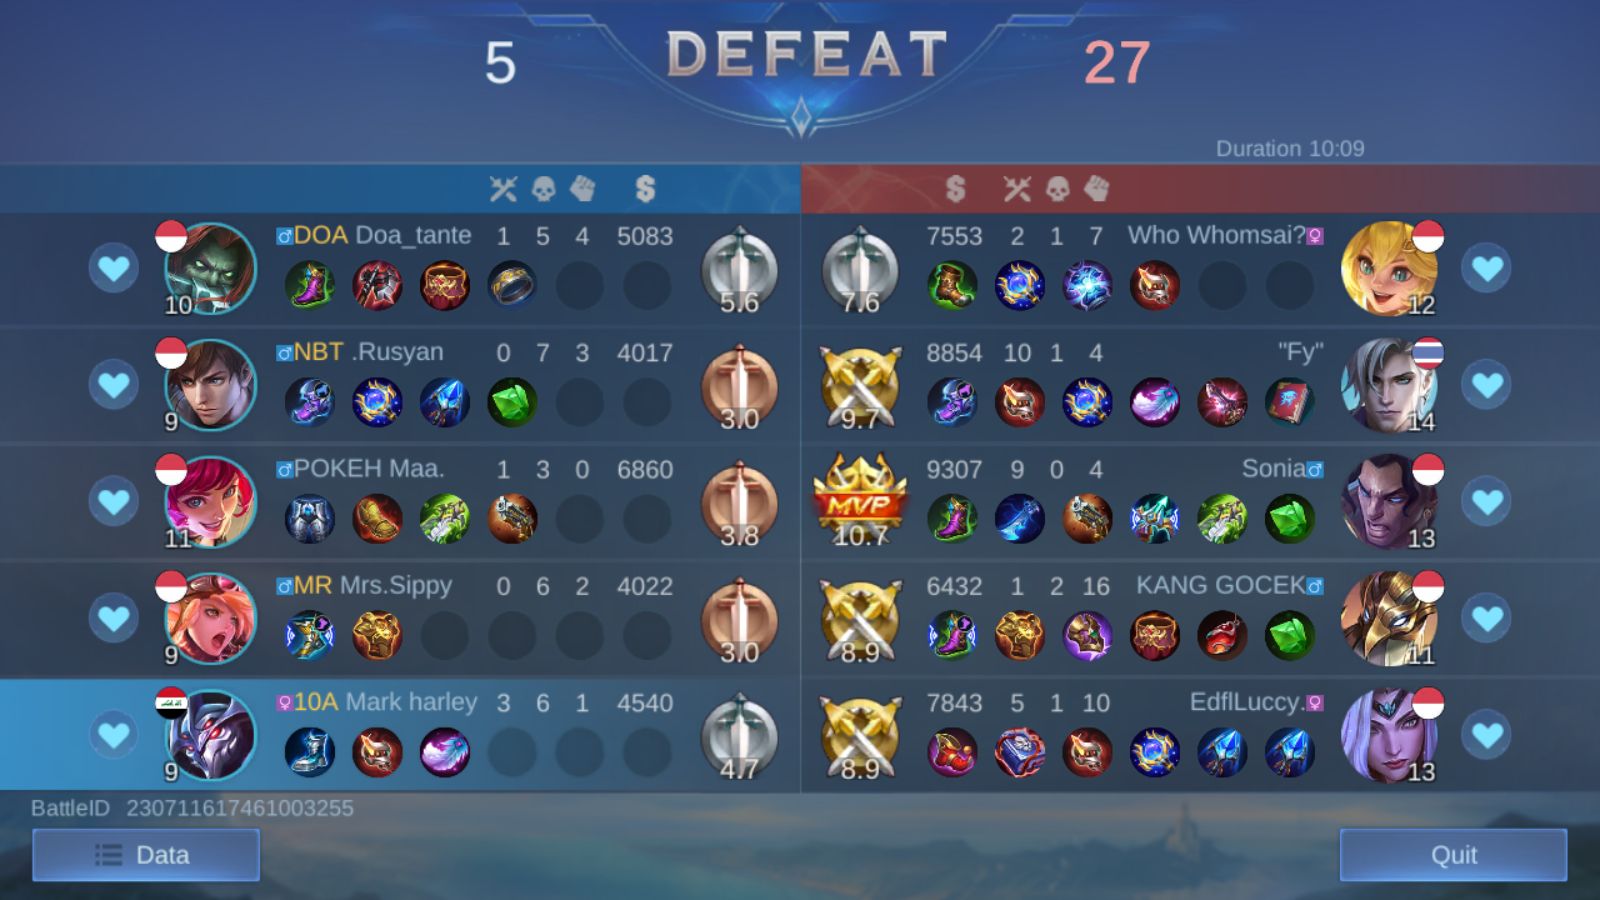 5 DEFEAT 27
Duration 10:09
DOA Doa_tante 1 5 4 5083 5.6
10
7.6 7553 2 1 7 Who Whomsai?
12
NBT .Rusyan 0 7 3 4017 3.0
9
9.7 8854 10 1 4 "Fy"
14
POKEH Maa. 1 3 0 6860 3.8
11
MVP 10.7 9307 9 0 4 Sonia
13
MR Mrs.Sippy 0 6 2 4022 3.0
9
8.9 6432 1 2 16 KANG GOCEK
11
10A Mark harley 3 6 1 4540 4.7
9
8.9 7843 5 1 10 EdflLuccy.
13
BattleID 230711617461003255
Data
Quit